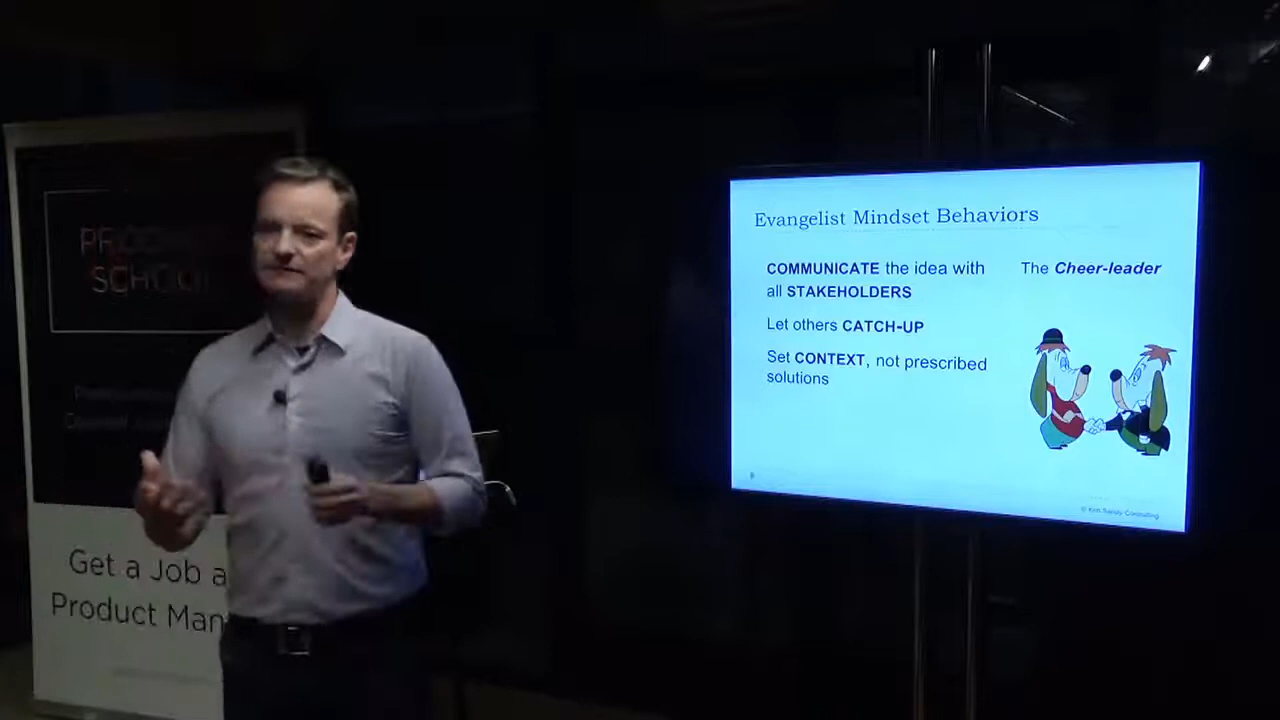 SCHOOL
Get a Job a
Product Man
Evangelist Mindset Behaviors
COMMUNICATE the idea with
all STAKEHOLDERS
Let others CATCH-UP
Set CONTEXT, not prescribed
solutions
The Cheer-leader